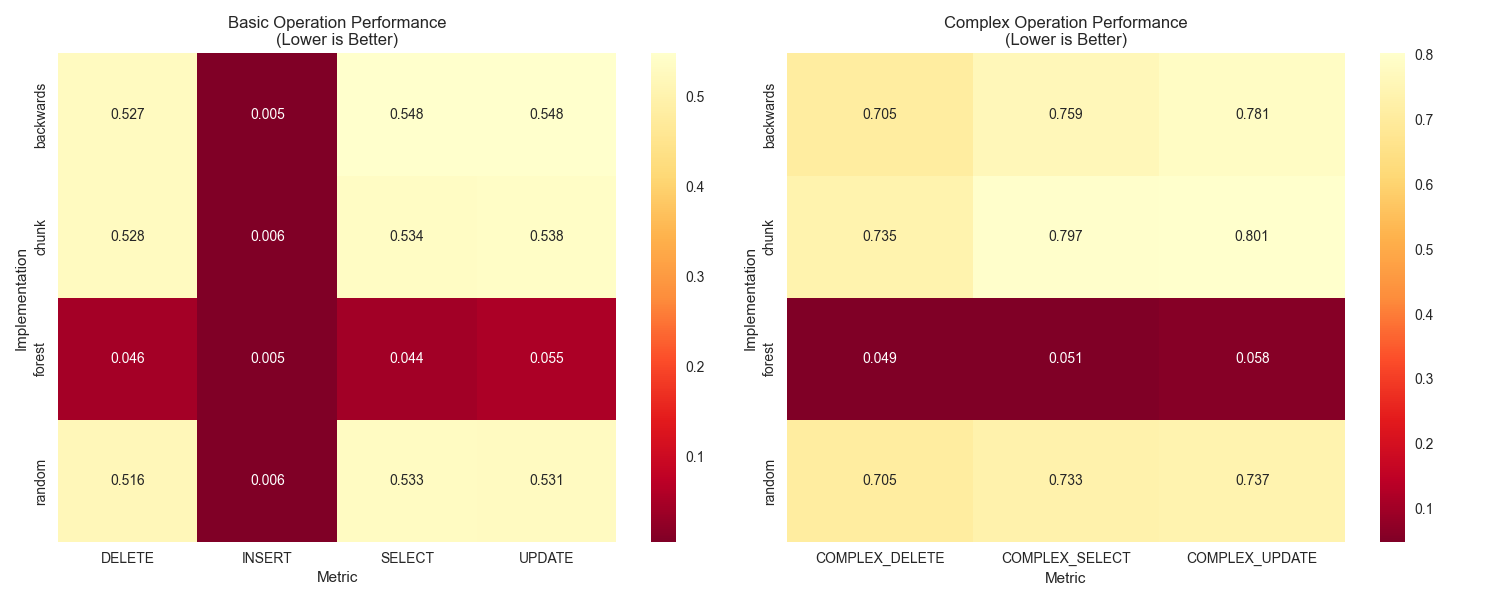 Basic Operation Performance
(Lower is Better)
Implementation
backwards
0.527 0.005 0.548 0.548
chunk
0.528 0.006 0.534 0.538
forest
0.046 0.005 0.044 0.055
random
0.516 0.006 0.533 0.531
DELETE INSERT SELECT UPDATE
Metric
0.5
0.4
0.3
0.2
0.1
Complex Operation Performance
(Lower is Better)
Implementation
backwards
0.705 0.759 0.781
chunk
0.735 0.797 0.801
forest
0.049 0.051 0.058
random
0.705 0.733 0.737
COMPLEX_DELETE COMPLEX_SELECT COMPLEX_UPDATE
Metric
0.8
0.7
0.6
0.5
0.4
0.3
0.2
0.1